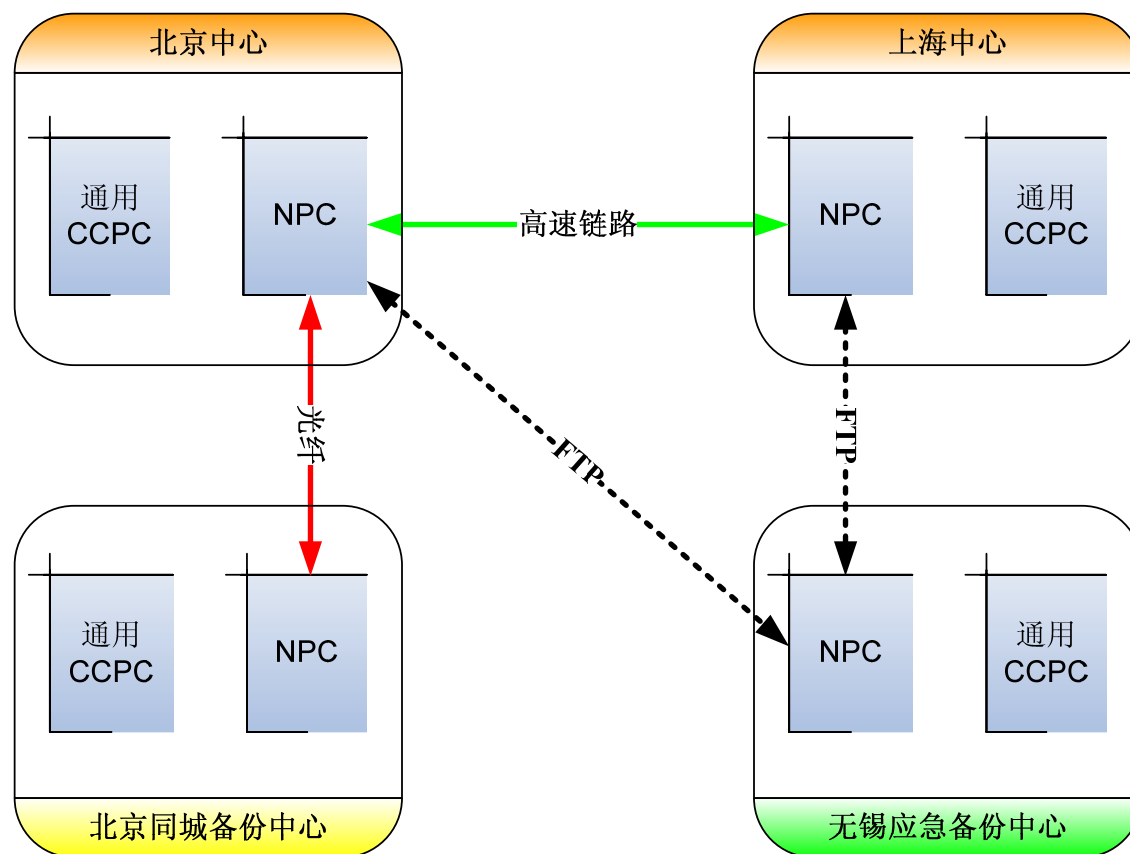 北京中心
上海中心
通用
CCPC
NPC
高速链路
NPC
通用
CCPC
光纤
FTP
FTP
通用
CCPC
NPC
NPC
通用
CCPC
北京同城备份中心
无锡应急备份中心